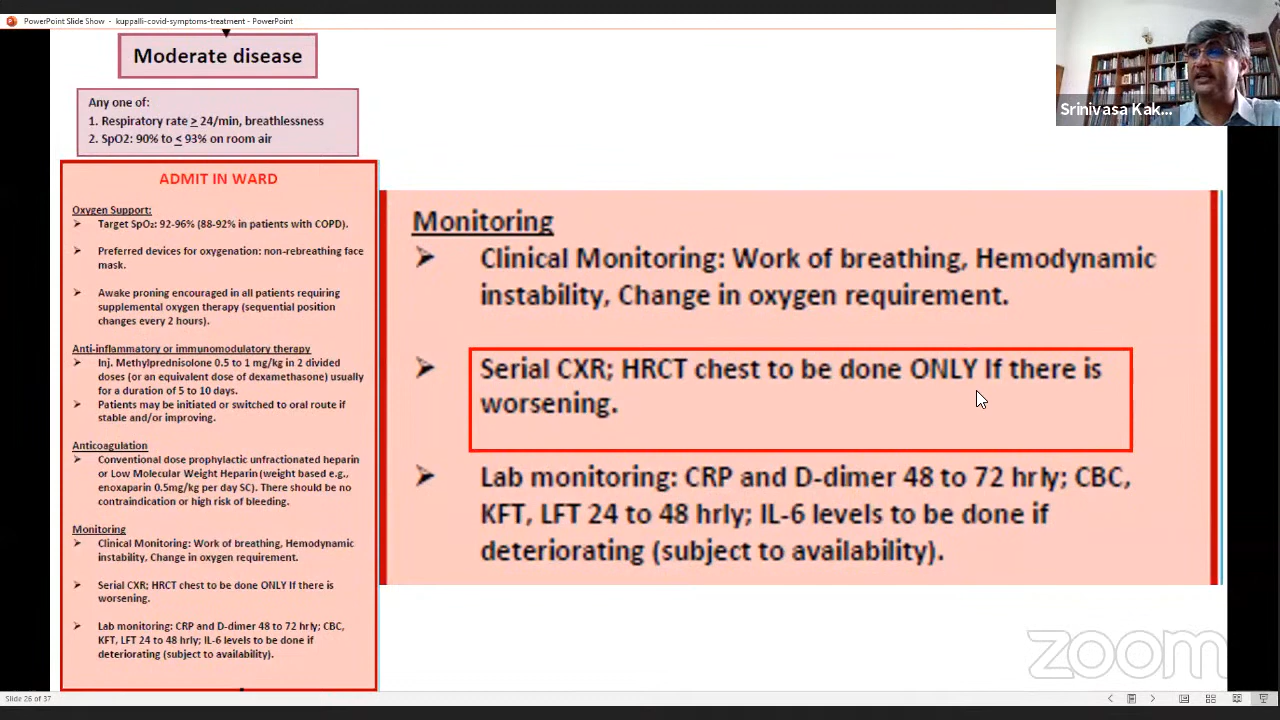 PowerPoint Slide Show - kuppalli-covid-symptoms-treatment - PowerPoint
Srinivasa Kak...
Moderate disease
Any one of:
1. Respiratory rate > 24/min, breathlessness
2. SpO2: 90% to < 93% on room air
ADMIT IN WARD
Oxygen Support:
Target SpO₂: 92-96% (88-92% in patients with COPD).
Preferred devices for oxygenation: non-rebreathing face
mask.
Awake proning encouraged in all patients requiring
supplemental oxygen therapy (sequential position
changes every 2 hours).
Anti-inflammatory or immunomodulatory therapy
Inj. Methylprednisolone 0.5 to 1 mg/kg in 2 divided
doses (or an equivalent dose of dexamethasone) usually
for a duration of 5 to 10 days.
Patients may be initiated or switched to oral route if
stable and/or improving.
Anticoagulation
Conventional dose prophylactic unfractionated heparin
or Low Molecular Weight Heparin (weight based e.g.,
enoxaparin 0.5mg/kg per day SC). There should be no
contraindication or high risk of bleeding.
Monitoring
Clinical Monitoring: Work of breathing, Hemodynamic
instability, Change in oxygen requirement.
Serial CXR; HRCT chest to be done ONLY If there is
worsening.
Lab monitoring: CRP and D-dimer 48 to 72 hrly; CBC,
KFT, LFT 24 to 48 hrly; IL-6 levels to be done if
deteriorating (subject to availability).
Monitoring
Clinical Monitoring: Work of breathing, Hemodynamic
instability, Change in oxygen requirement.
Serial CXR; HRCT chest to be done ONLY If there is
worsening.
Lab monitoring: CRP and D-dimer 48 to 72 hrly; CBC,
KFT, LFT 24 to 48 hrly; IL-6 levels to be done if
deteriorating (subject to availability).
zoom
Slide 26 of 37